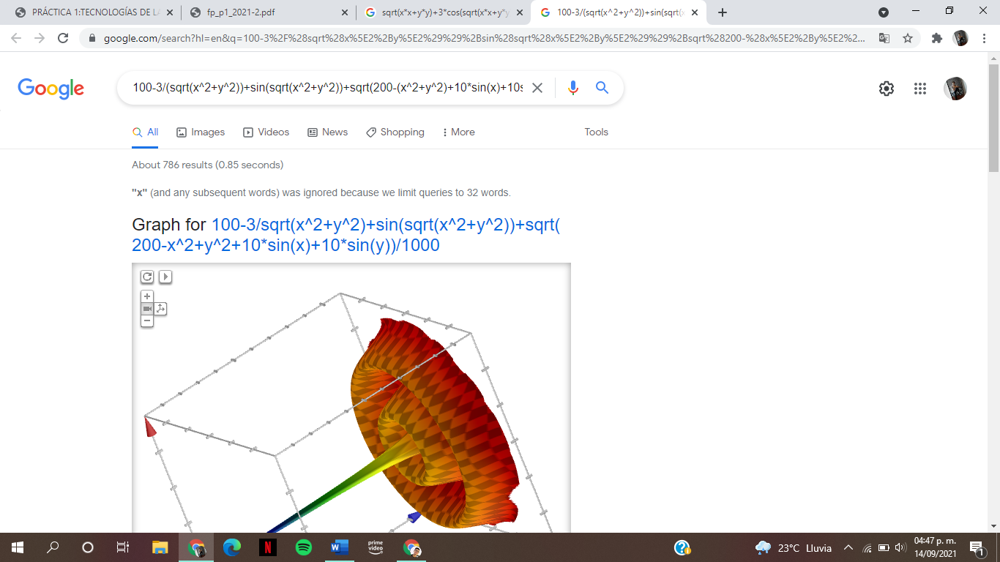 PRÁCTICA 1:TECNOLOGÍAS DE L
fp_p1_2021-2.pdf
sqrt(x*x+y*y)+3*cos(sqrt(x*x+y*y
100-3/(sqrt(x^2+y^2))+sin(sqrt(x
google.com/search?hl=en&q=100-3%2F%28sqrt%28x%5E2%2By%5E2%29%29%2Bsin%28sqrt%28x%5E2%2By%5E2%29%29%2Bsqrt%28200-%28x%5E2%2By%5E2%2...
Google
100-3/(sqrt(x^2+y^2))+sin(sqrt(x^2+y^2))+sqrt(200-(x^2+y^2)+10*sin(x)+10s
All Images Videos News Shopping More Tools
About 786 results (0.85 seconds)
"x" (and any subsequent words) was ignored because we limit queries to 32 words.
Graph for 100-3/sqrt(x^2+y^2)+sin(sqrt(x^2+y^2))+sqrt(
200-x^2+y^2+10*sin(x)+10*sin(y))/1000
prime
video
23°C Lluvia
04:47 p. m.
14/09/2021
1